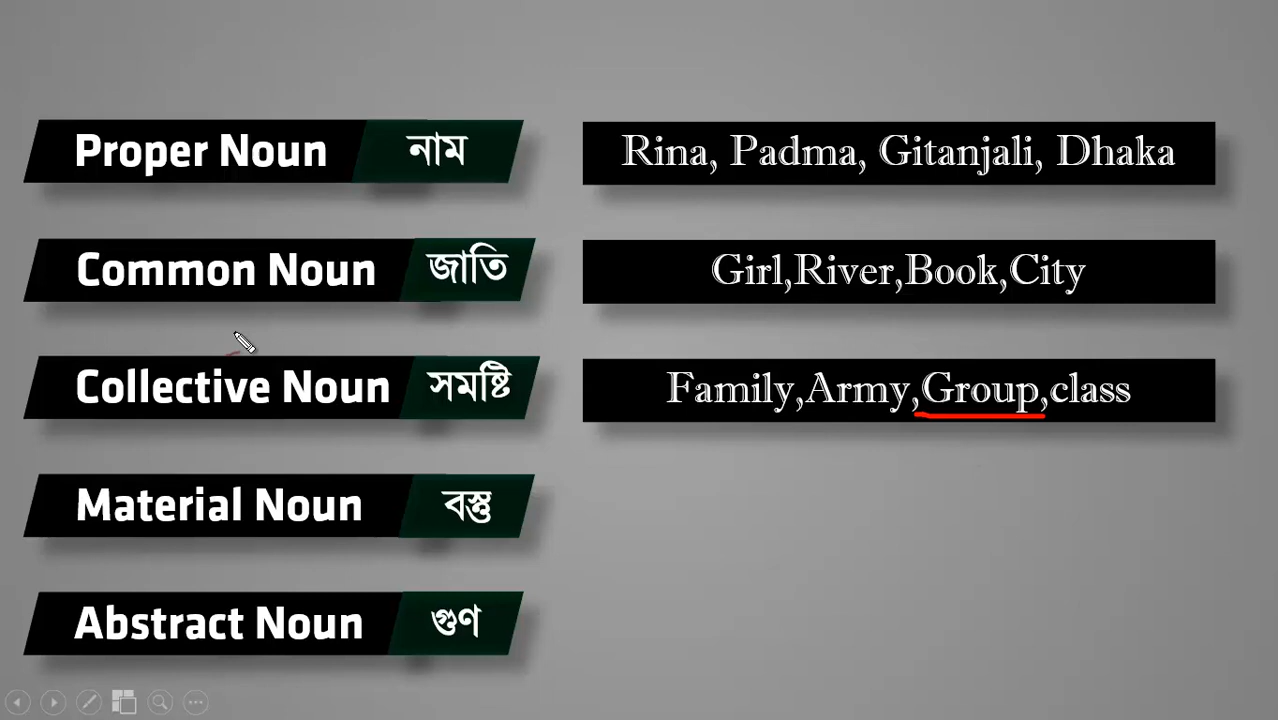 Proper Noun নাম Rina, Padma, Gitanjali, Dhaka
Common Noun জাতি Girl,River,Book,City
Collective Noun সমষ্টি Family,Army,Group,class
Material Noun বস্তু
Abstract Noun গুণ